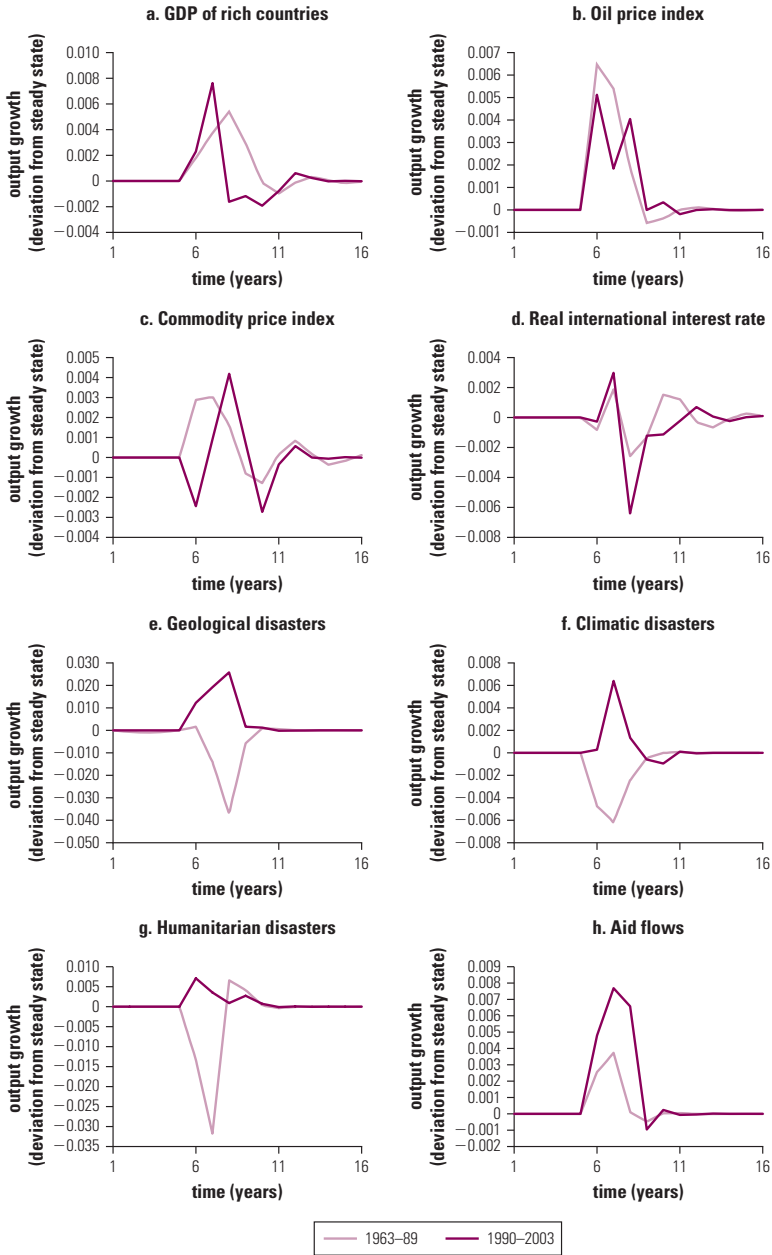 a. GDP of rich countries
output growth
(deviation from steady state)
0.010
0.008
0.006
0.004
0.002
0
−0.002
−0.004
1 6 11 16
time (years)
b. Oil price index
output growth
(deviation from steady state)
0.007
0.006
0.005
0.004
0.003
0.002
0.001
0
−0.001
1 6 11 16
time (years)
c. Commodity price index
output growth
(deviation from steady state)
0.005
0.004
0.003
0.002
0.001
0
−0.001
−0.002
−0.003
0.004
1 6 11 16
time (years)
d. Real international interest rate
output growth
(deviation from steady state)
0.004
0.002
0
−0.002
−0.004
−0.006
−0.008
1 6 11 16
time (years)
e. Geological disasters
output growth
(deviation from steady state)
0.030
0.020
0.010
0
−0.010
−0.020
−0.030
−0.040
−0.050
1 6 11 16
time (years)
f. Climatic disasters
output growth
(deviation from steady state)
0.008
0.006
0.004
0.002
0
−0.002
−0.004
−0.006
−0.008
1 6 11 16
time (years)
g. Humanitarian disasters
output growth
(deviation from steady state)
0.010
0.005
0
−0.005
−0.010
−0.015
−0.020
−0.025
−0.030
−0.035
1 6 11 16
time (years)
h. Aid flows
output growth
(deviation from steady state)
0.009
0.008
0.007
0.006
0.005
0.004
0.003
0.002
0.001
0
−0.001
−0.002
1 6 11 16
time (years)
1963–89 1990–2003